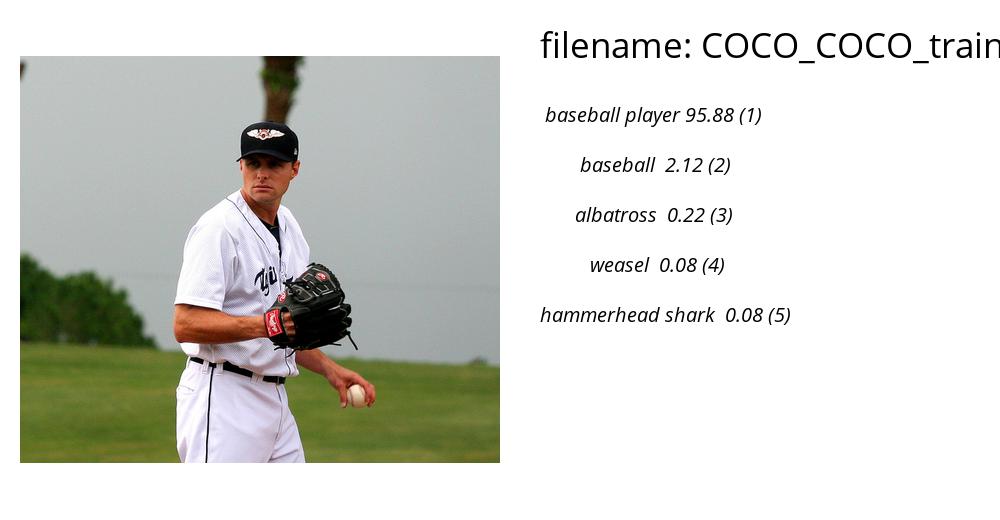 filename: COCO_COCO_train
baseball player 95.88 (1)
baseball 2.12 (2)
albatross 0.22 (3)
weasel 0.08 (4)
hammerhead shark 0.08 (5)